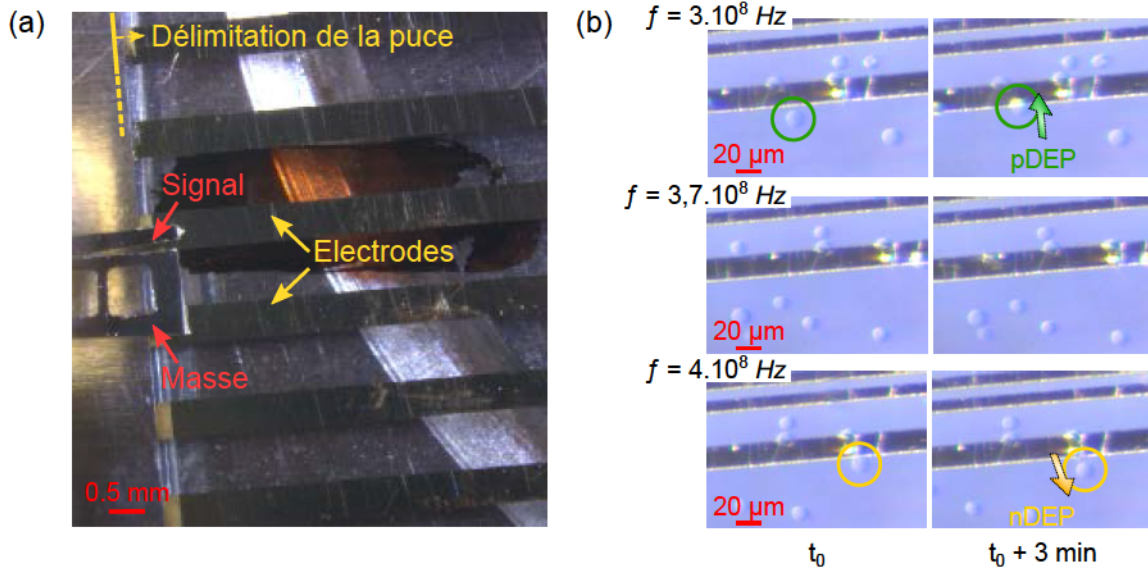 (a)
Délimitation de la puce
Signal
Electrodes
Masse
0.5 mm
(b)
ƒ = 3.10⁸ Hz
20 µm
pDEP
ƒ = 3,7.10⁸ Hz
20 µm
ƒ = 4.10⁸ Hz
20 µm
nDEP
t₀
t₀ + 3 min